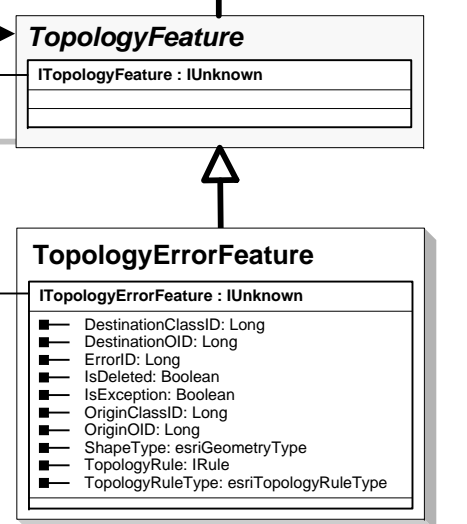 TopologyFeature
ITopologyFeature : IUnknown
TopologyErrorFeature
ITopologyErrorFeature : IUnknown
DestinationClassID: Long
DestinationOID: Long
ErrorID: Long
IsDeleted: Boolean
IsException: Boolean
OriginClassID: Long
OriginOID: Long
ShapeType: esriGeometryType
TopologyRule: IRule
TopologyRuleType: esriTopologyRuleType